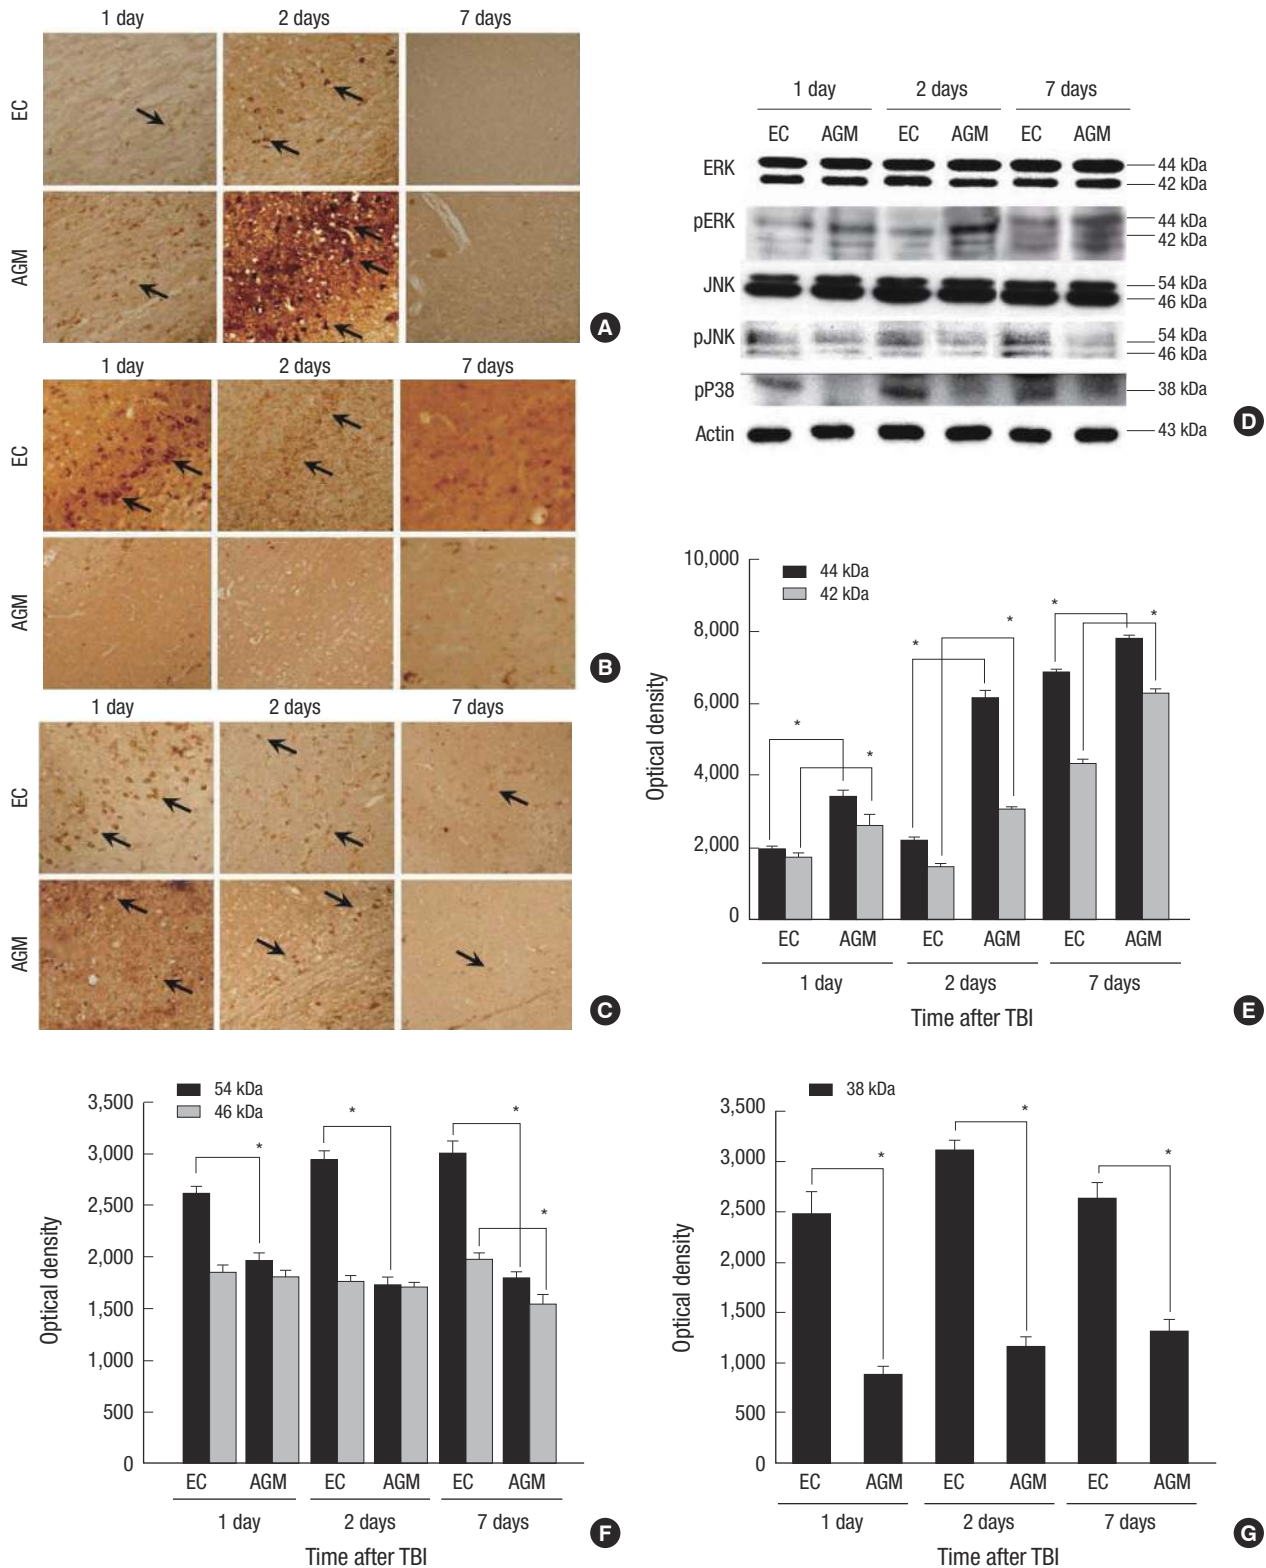 1 day 2 days 7 days
EC
AGM
A
1 day 2 days 7 days
EC
AGM
B
1 day 2 days 7 days
EC
AGM
C
1 day 2 days 7 days
EC AGM EC AGM EC AGM
ERK 44 kDa
42 kDa
pERK 44 kDa
42 kDa
JNK 54 kDa
46 kDa
pJNK 54 kDa
46 kDa
pP38 38 kDa
Actin 43 kDa
D
44 kDa
42 kDa
Optical density
10,000
8,000
6,000
4,000
2,000
0
* * * * * *
EC AGM EC AGM EC AGM
1 day 2 days 7 days
Time after TBI
E
54 kDa
46 kDa
Optical density
3,500
3,000
2,500
2,000
1,500
1,000
500
0
* * * *
EC AGM EC AGM EC AGM
1 day 2 days 7 days
Time after TBI
F
38 kDa
Optical density
3,500
3,000
2,500
2,000
1,500
1,000
500
0
* * *
EC AGM EC AGM EC AGM
1 day 2 days 7 days
Time after TBI
G